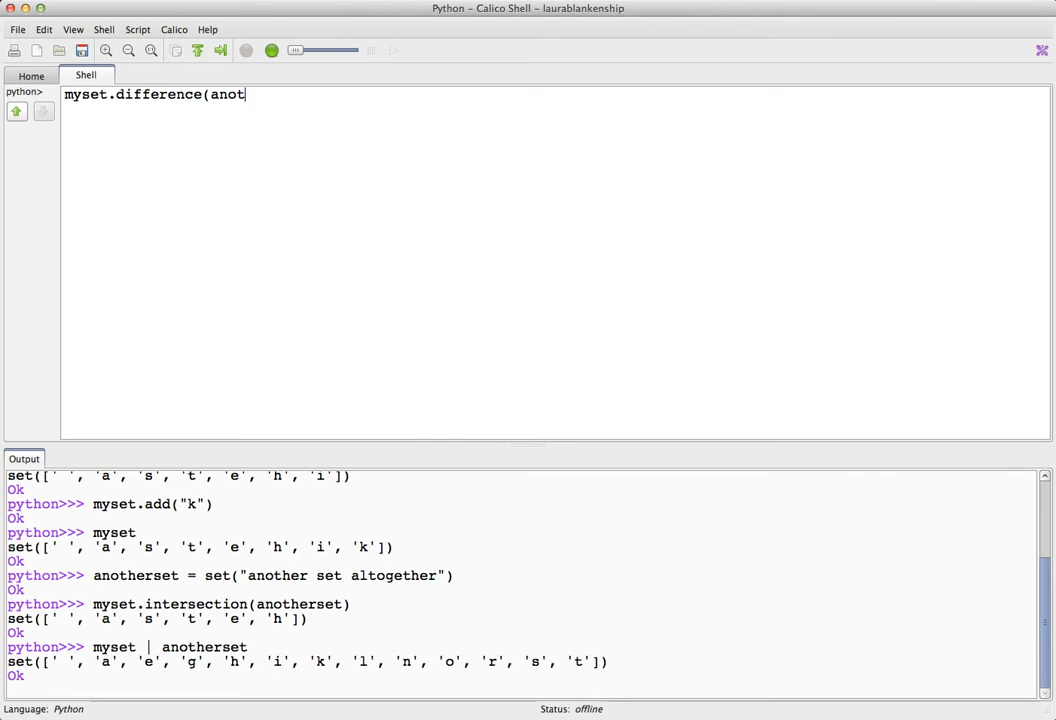 Python - Calico Shell - laurablankenship
File Edit View Shell Script Calico Help
Home Shell
python>
myset.difference(anot
Output
set([' ', 'a', 's', 't', 'e', 'h', 'i'])
Ok
python>>> myset.add("k")
Ok
python>>> myset
set([' ', 'a', 's', 't', 'e', 'h', 'i', 'k'])
Ok
python>>> anotherset = set("another set altogether")
Ok
python>>> myset.intersection(anotherset)
set([' ', 'a', 's', 't', 'e', 'h'])
Ok
python>>> myset | anotherset
set([' ', 'a', 'e', 'g', 'h', 'i', 'k', 'l', 'n', 'o', 'r', 's', 't'])
Ok
Language: Python Status: offline